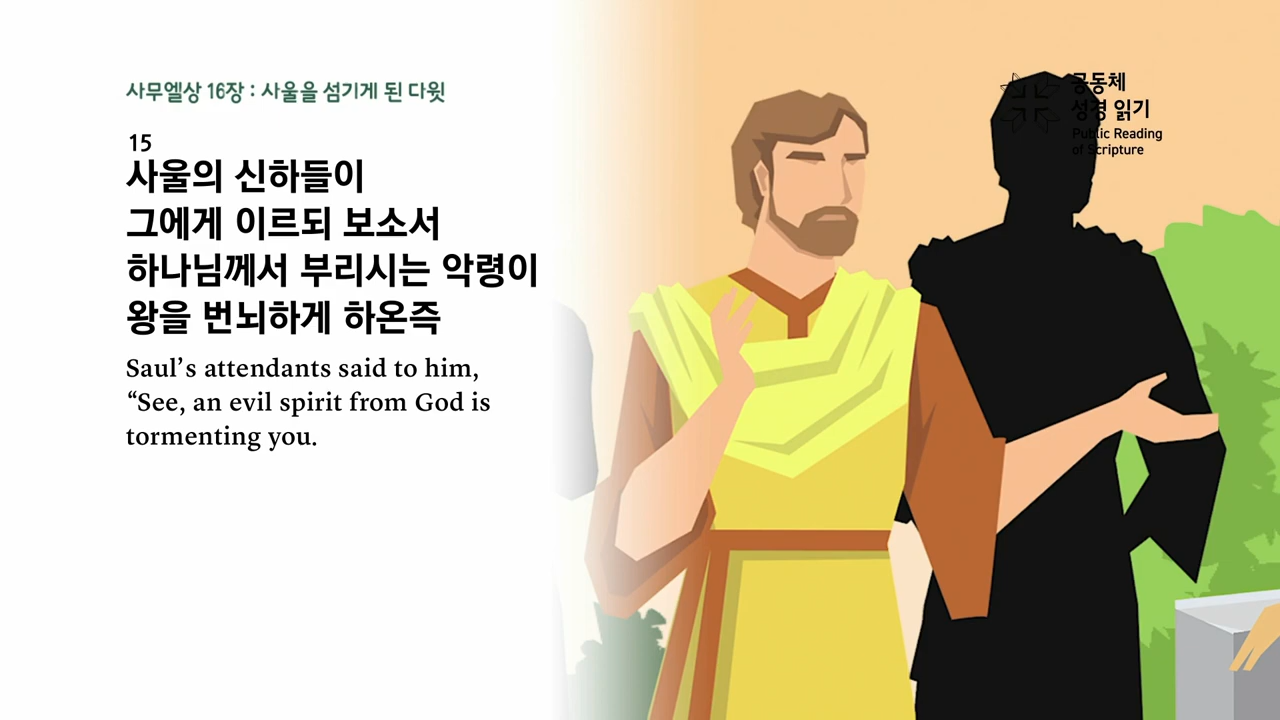 사무엘상 16장 : 사울을 섬기게 된 다윗
15
사울의 신하들이
그에게 이르되 보소서
하나님께서 부리시는 악령이
왕을 번뇌하게 하온즉
Saul’s attendants said to him,
“See, an evil spirit from God is
tormenting you.
공동체
성경 읽기
Public Reading
of Scripture